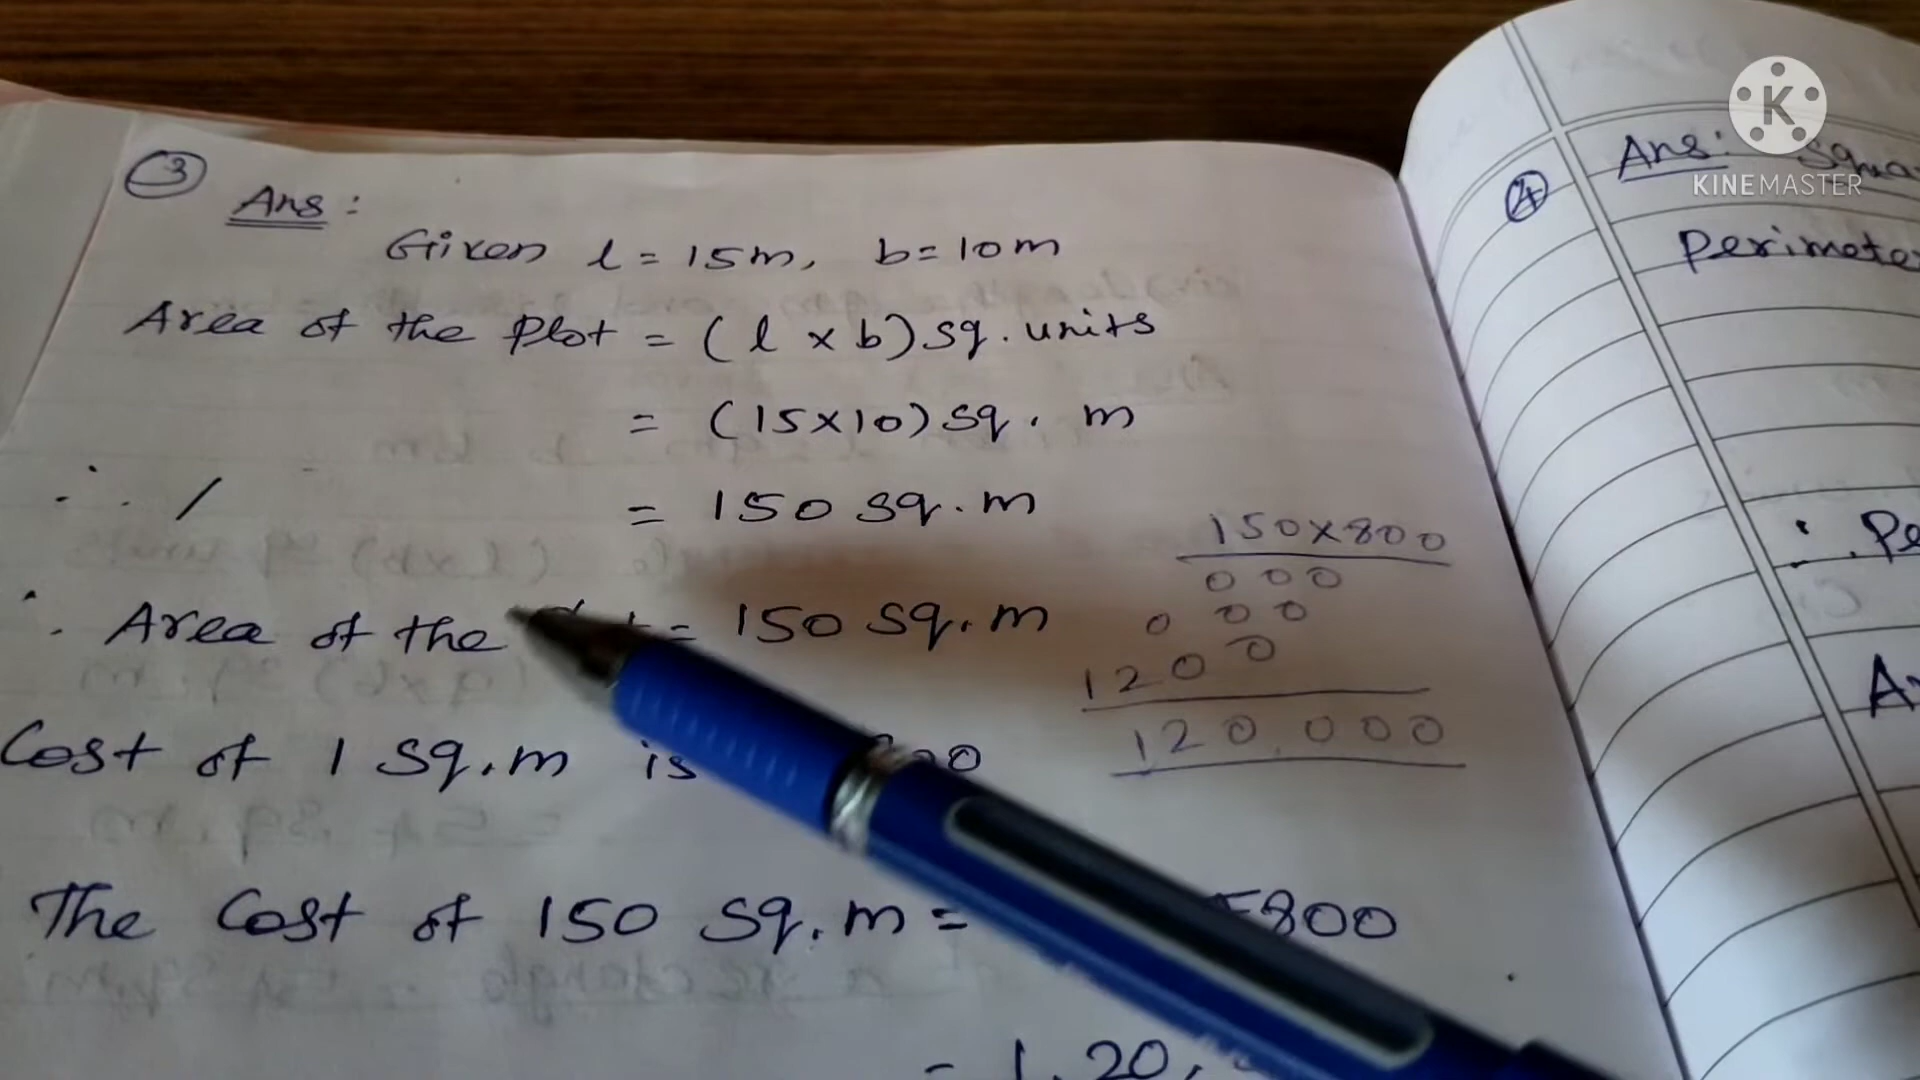 3 Ans :
Given l = 15m, b = 10m
Area of the plot = (l × b) sq. units
= (15×10) sq. m
∴ = 150 sq. m
∴ Area of the = 150 sq. m
Cost of 1 sq. m is
The Cost of 150 sq. m = 800
= 1,20,
150×800
000
000
1200
120,000
4 Ans:
Perimeter
∴
KINEMASTER